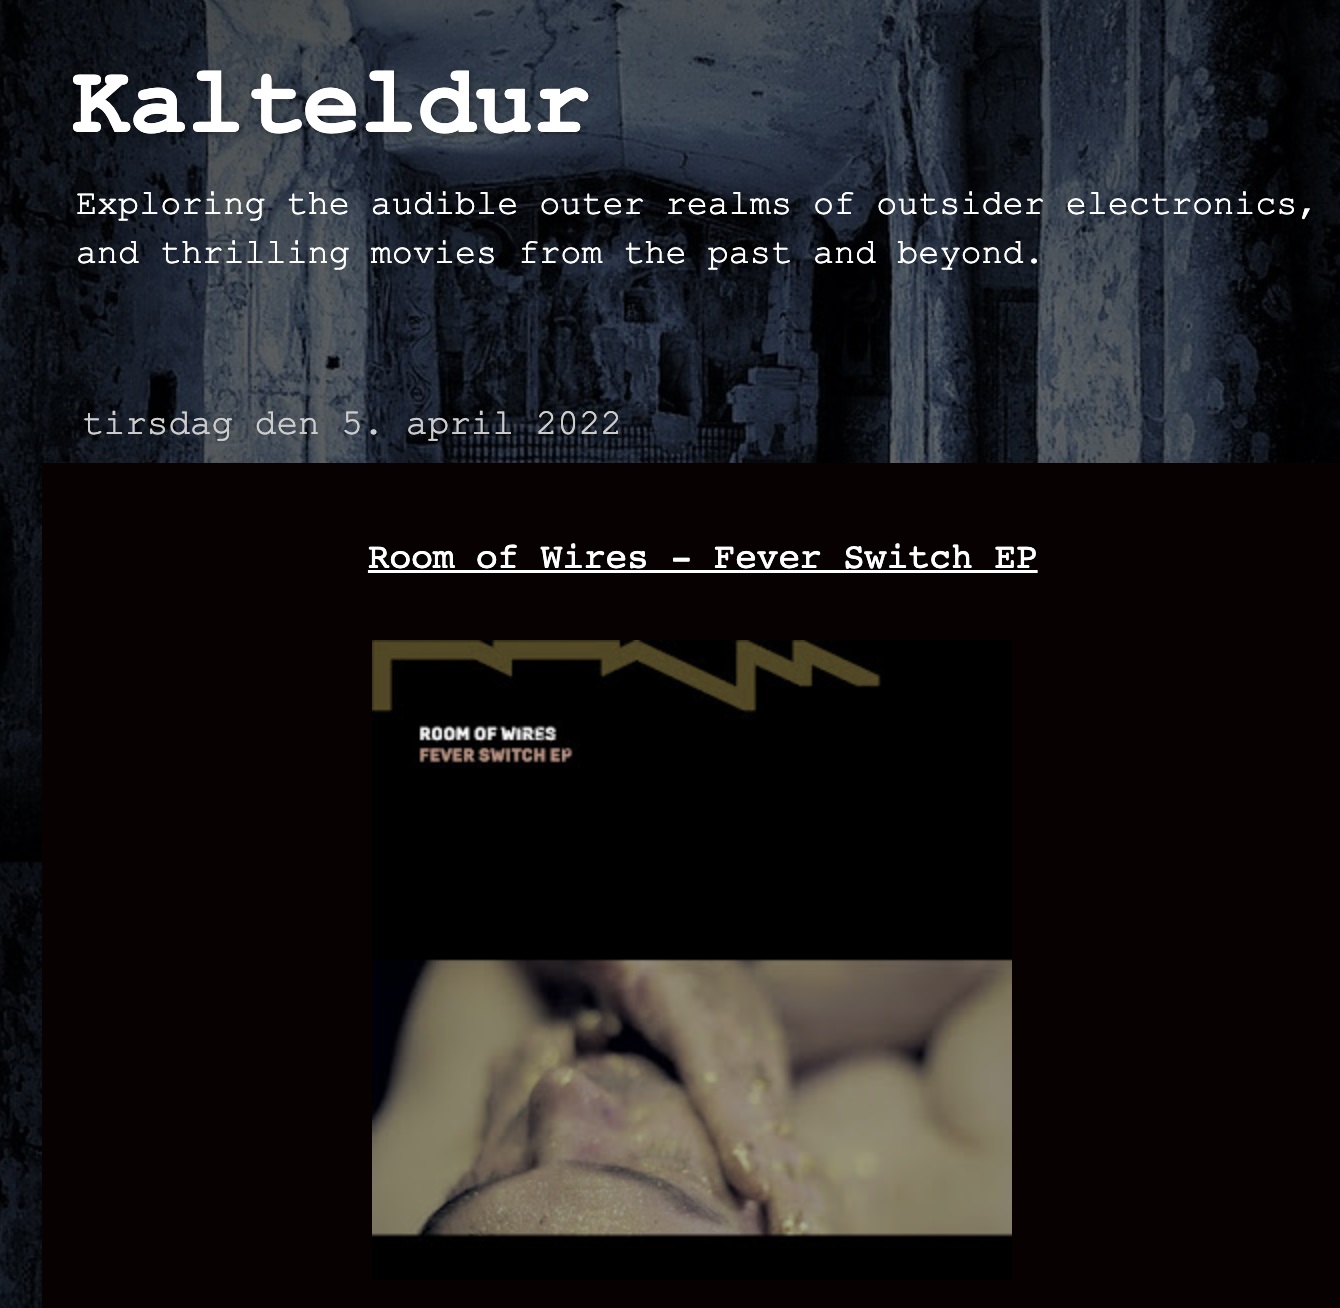 Kalteldur
Exploring the audible outer realms of outsider electronics,
and thrilling movies from the past and beyond.
tirsdag den 5. april 2022
Room of Wires - Fever Switch EP
ROOM OF WIRES
FEVER SWITCH EP